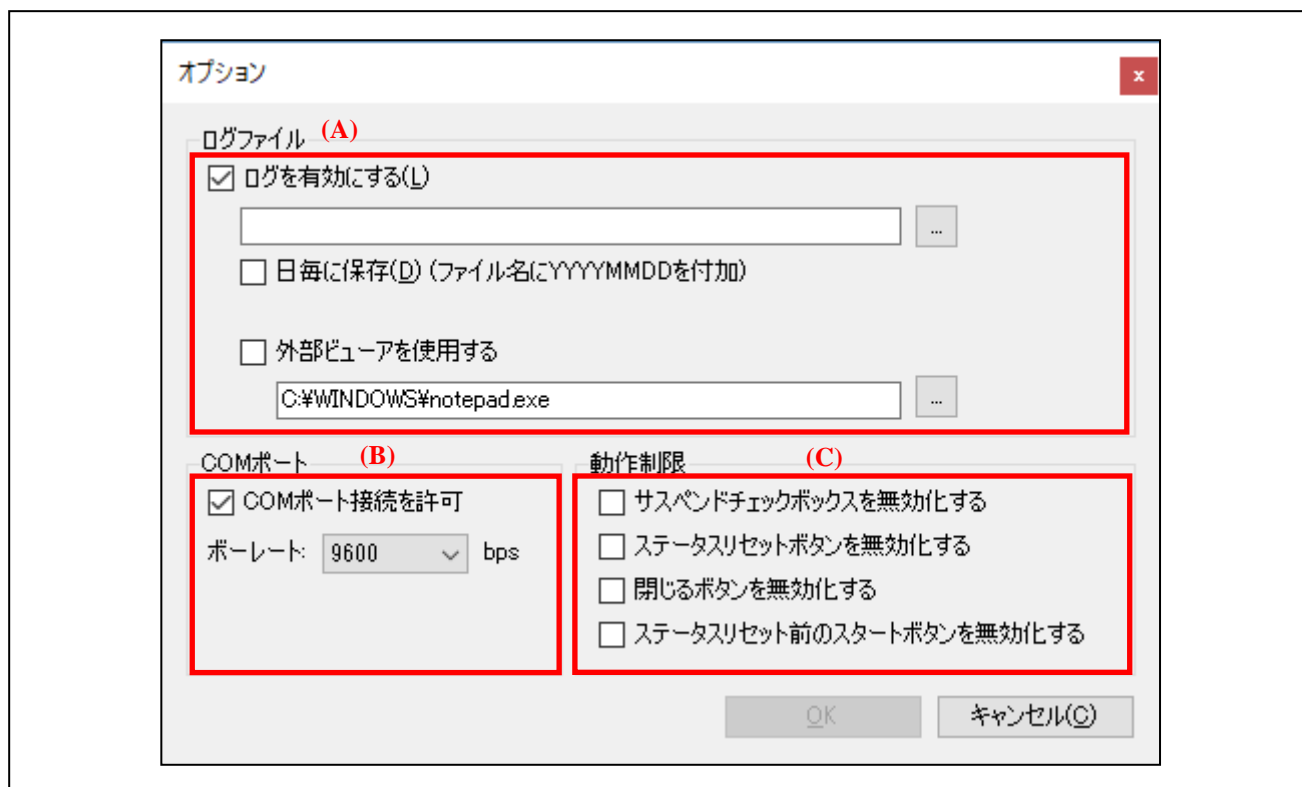 オプション
x
ログファイル (A)
ログを有効にする(L)
...
日毎に保存(D) (ファイル名にYYYYMMDDを付加)
外部ビューアを使用する
C:¥WINDOWS¥notepad.exe
...
COMポート (B)
COMポート接続を許可
ボーレート: 9600 bps
動作制限 (C)
サスペンドチェックボックスを無効化する
ステータスリセットボタンを無効化する
閉じるボタンを無効化する
ステータスリセット前のスタートボタンを無効化する
OK
キャンセル(C)